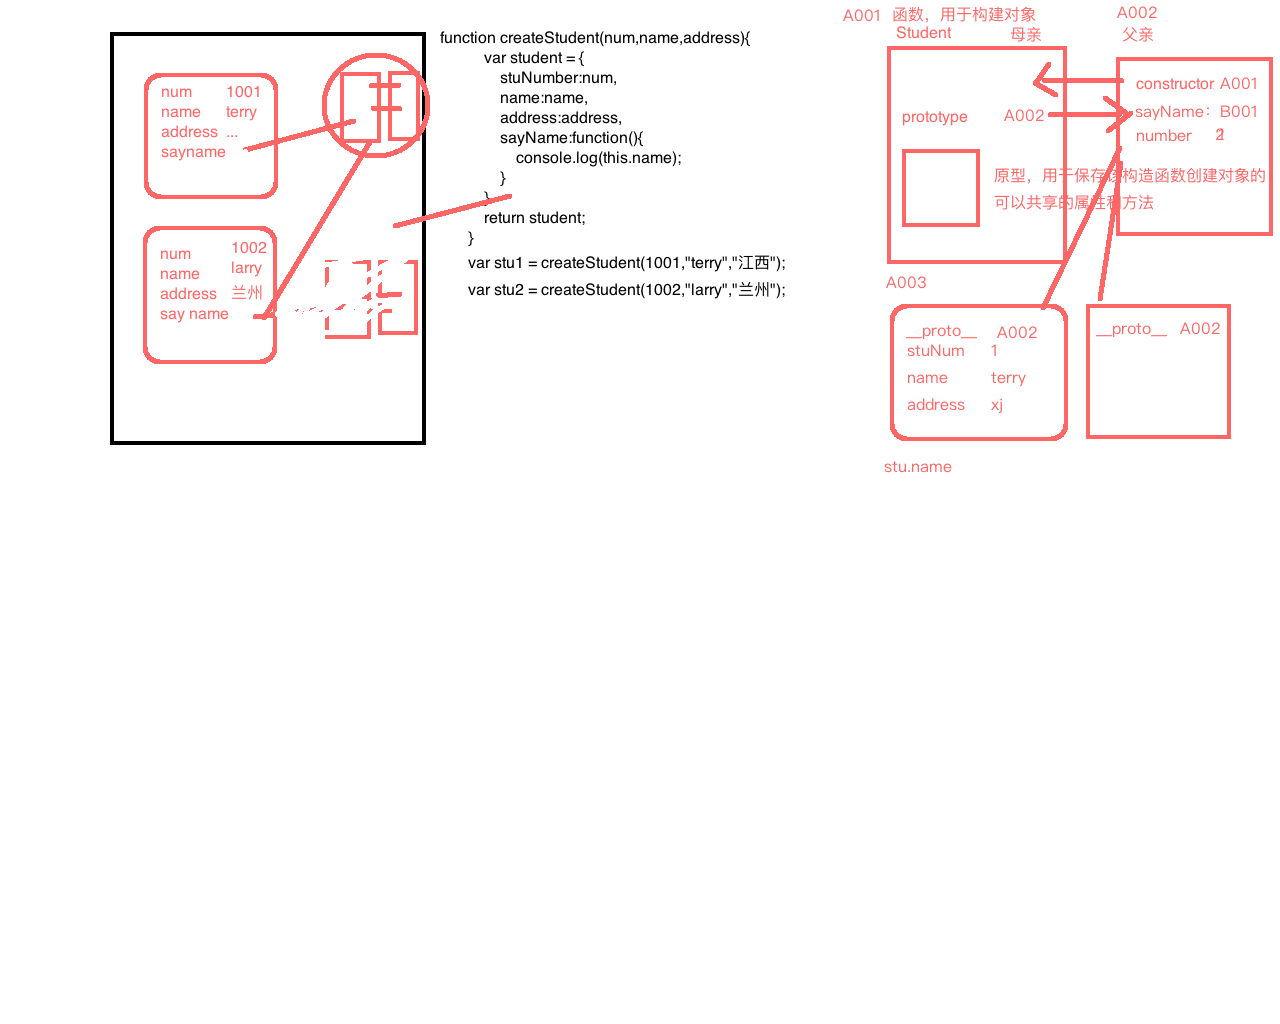 num 1001
name terry
address ...
sayname
num 1002
name larry
address 兰州
say name
function createStudent(num,name,address){
var student = {
stuNumber:num,
name:name,
address:address,
sayName:function(){
console.log(this.name);
}
}
return student;
}
var stu1 = createStudent(1001,"terry","江西");
var stu2 = createStudent(1002,"larry","兰州");
A001 函数，用于构建对象
Student 母亲
prototype A002
A002
父亲
constructor A001
sayName： B001
number
原型，用于保存该构造函数创建对象的
可以共享的属性和方法
A003
__proto__ A002
stuNum 1
name terry
address xj
__proto__ A002
stu.name